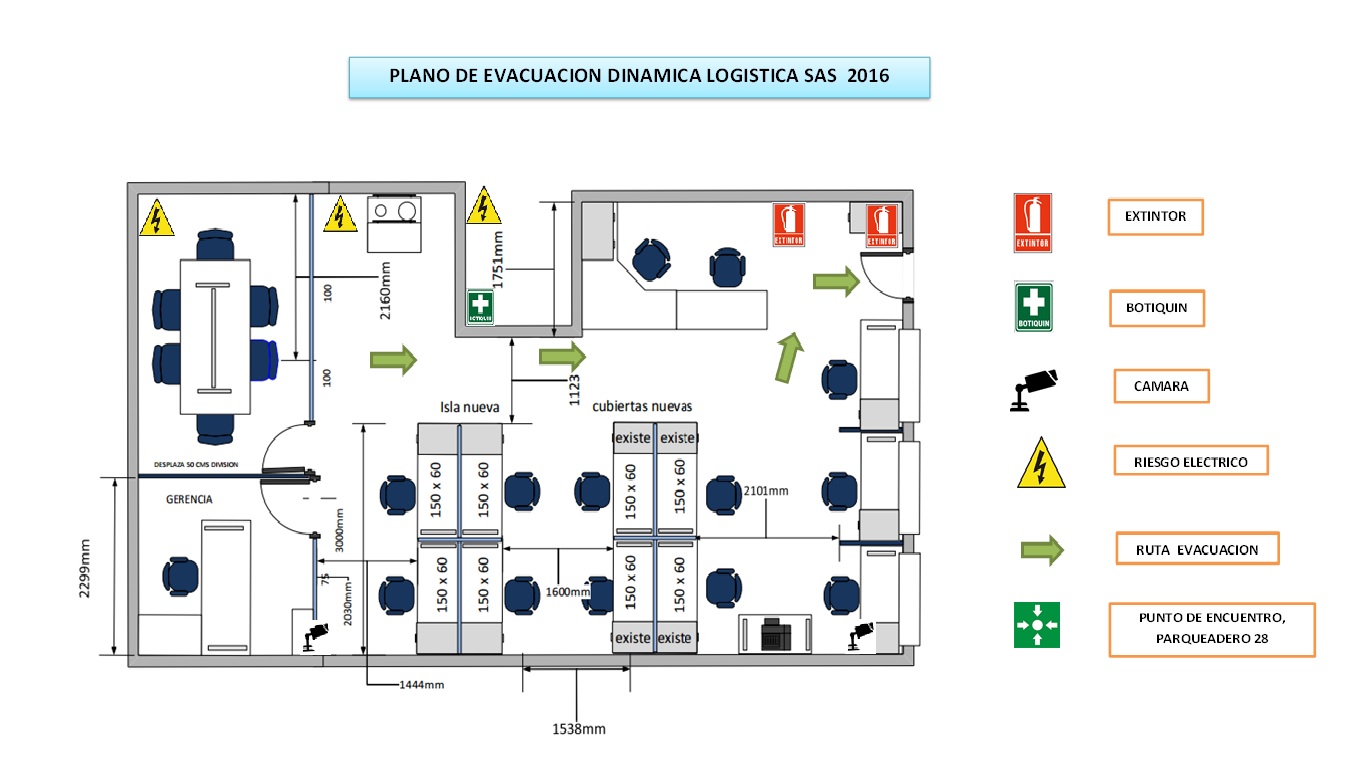 PLANO DE EVACUACION DINAMICA LOGISTICA SAS 2016
EXTINTOR
EXTINTOR
2160mm
1751mm
100
100
BOTIQUIN
1123
Isla nueva
cubiertas nuevas
existe
existe
150 x 60
150 x 60
150 x 60
150 x 60
DESPLAZA 50 CMS DIVISION
GERENCIA
2101mm
3000mm
2299mm
75
2030mm
1600mm
150 x 60
150 x 60
150 x 60
150 x 60
existe
existe
1444mm
1538mm
EXTINTOR
EXTINTOR
BOTIQUIN
BOTIQUIN
CAMARA
RIESGO ELECTRICO
RUTA EVACUACION
PUNTO DE ENCUENTRO,
PARQUEADERO 28